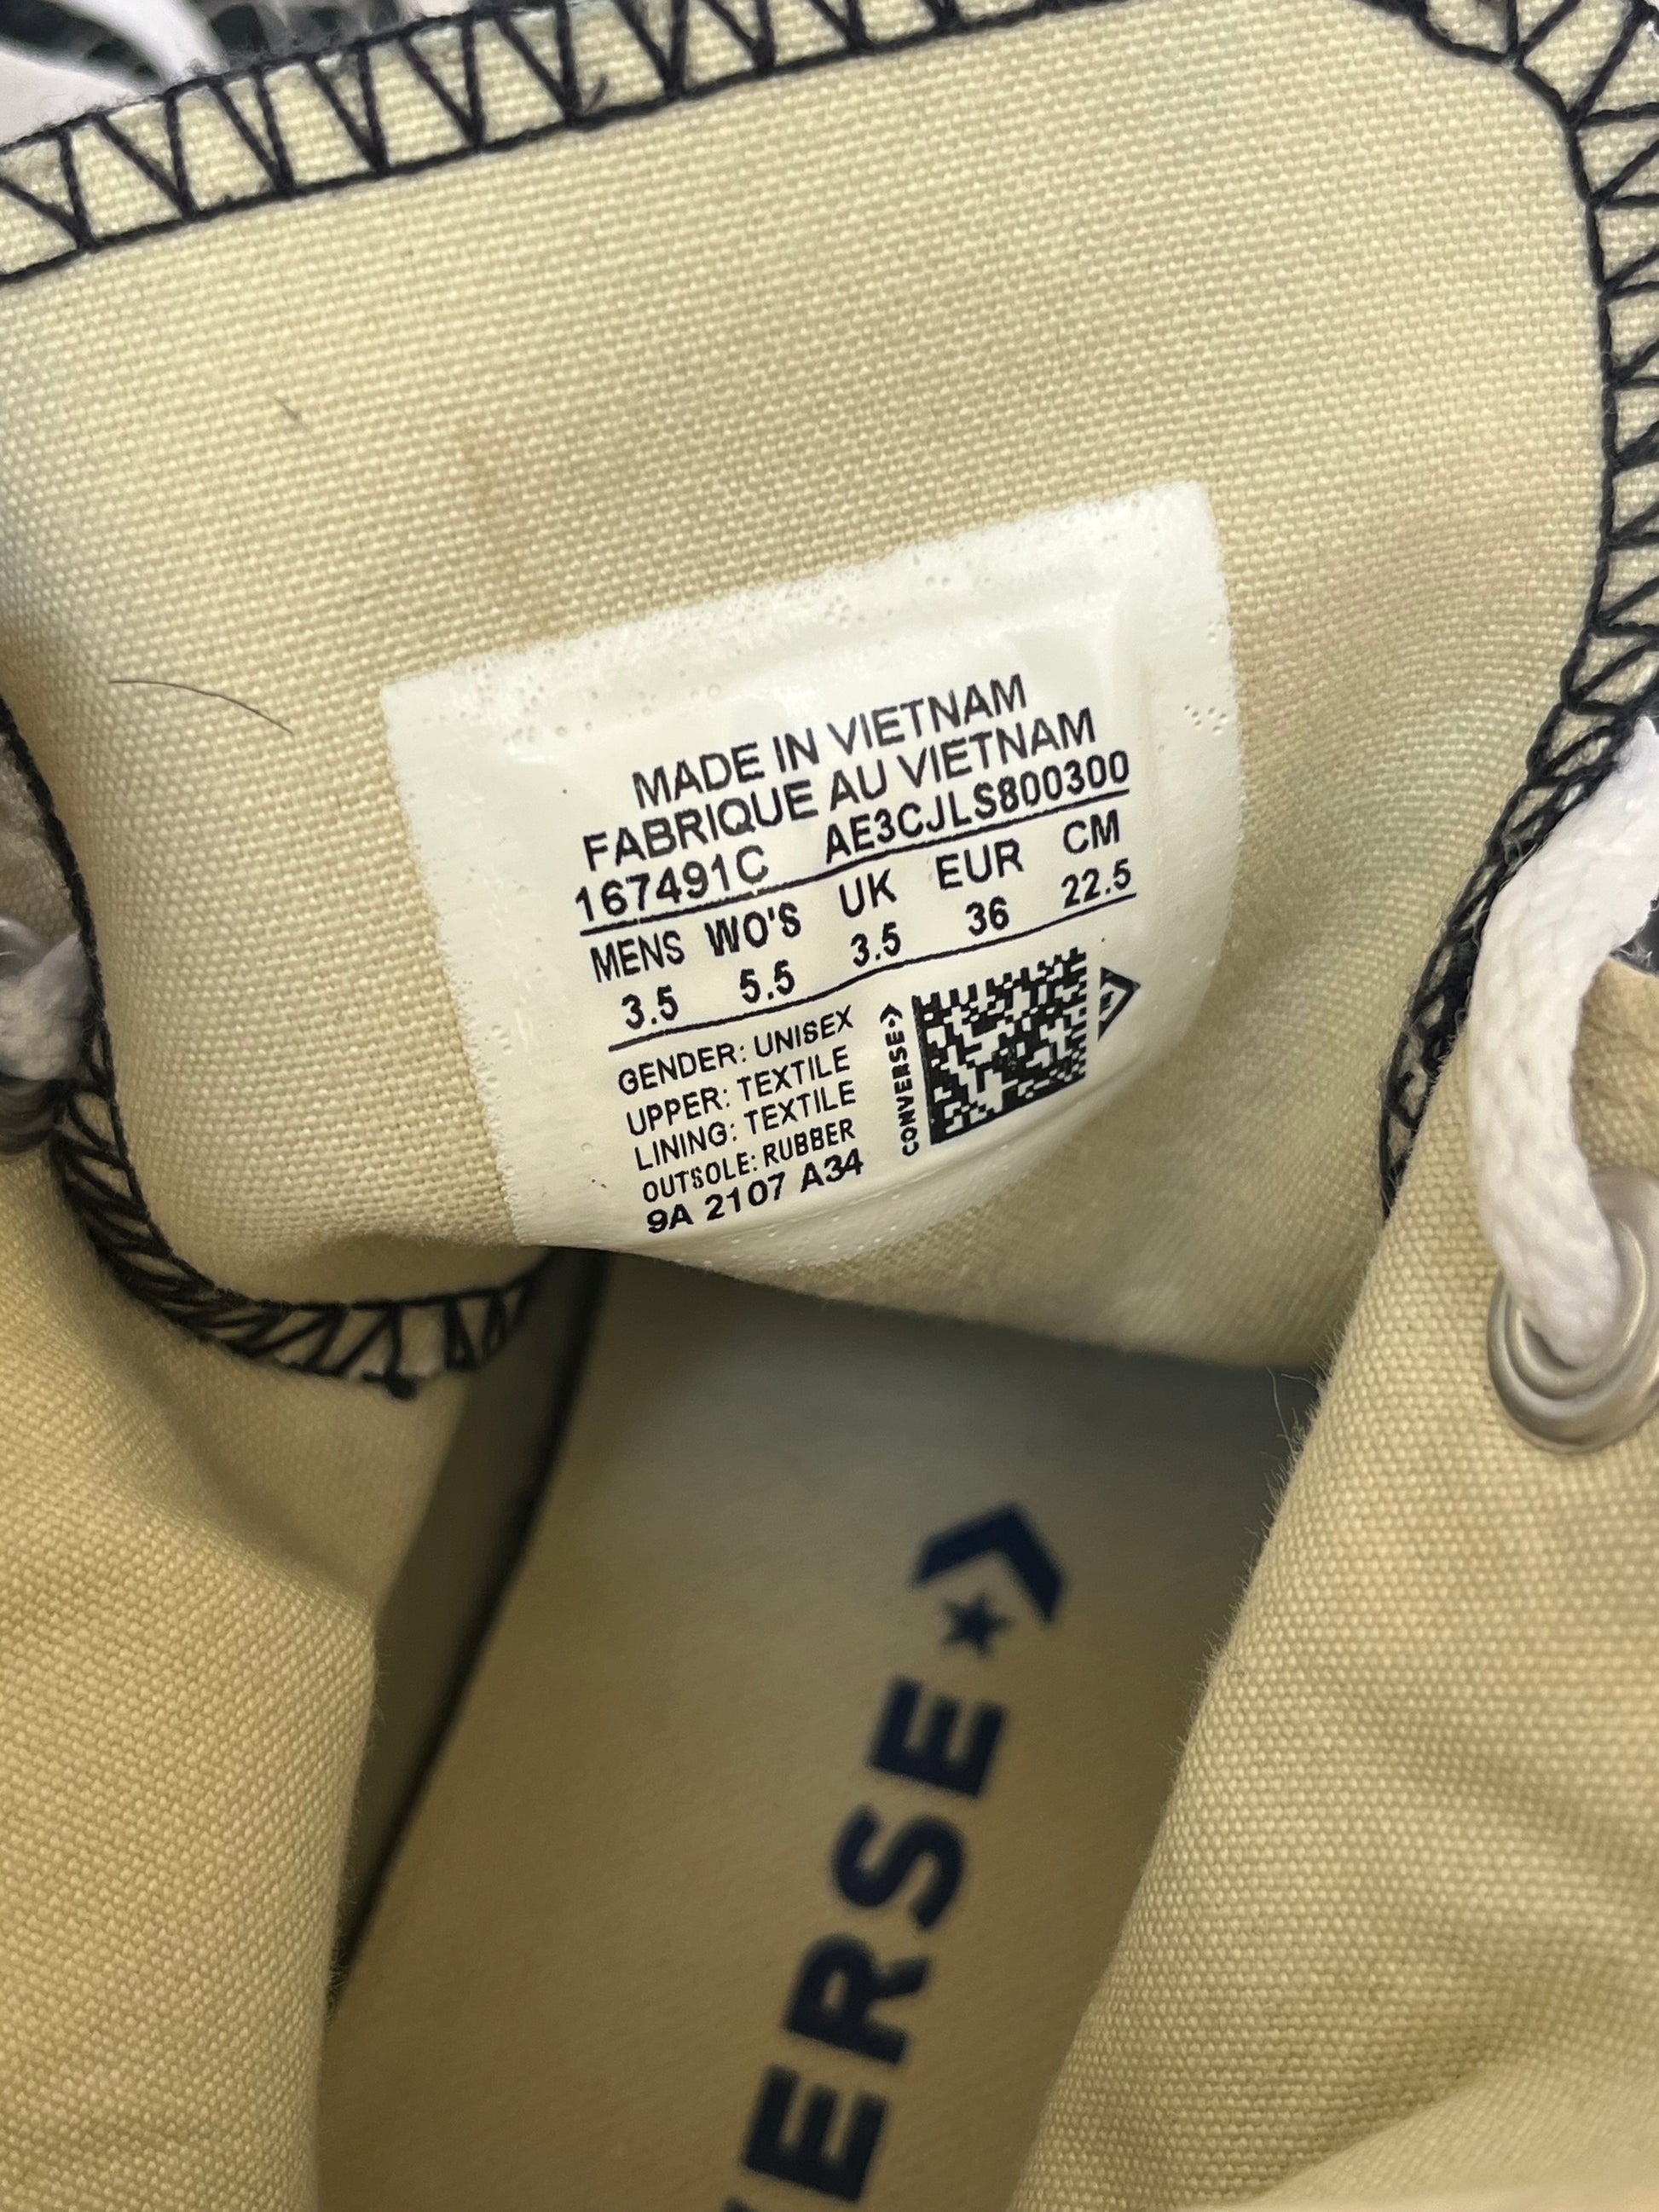 MADE IN VIETNAM
FABRIQUE AU VIETNAM
167491C AE3CJLS800300
MENS WO'S UK EUR CM
3.5 5.5 3.5 36 22.5
GENDER: UNISEX
UPPER: TEXTILE
LINING: TEXTILE
OUTSOLE: RUBBER
9A 2107 A34
CONVERSE
VERSE